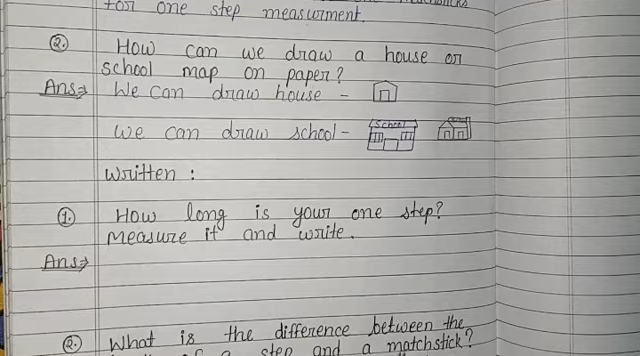 for one step measurment.
②. How can we draw a house or
school map on paper?
Ans⇒ We can draw house -
We can draw school- School
Written :
①. How long is your one step?
Measure it and write.
Ans⇒
②. What is the difference between the
step and a matchstick?